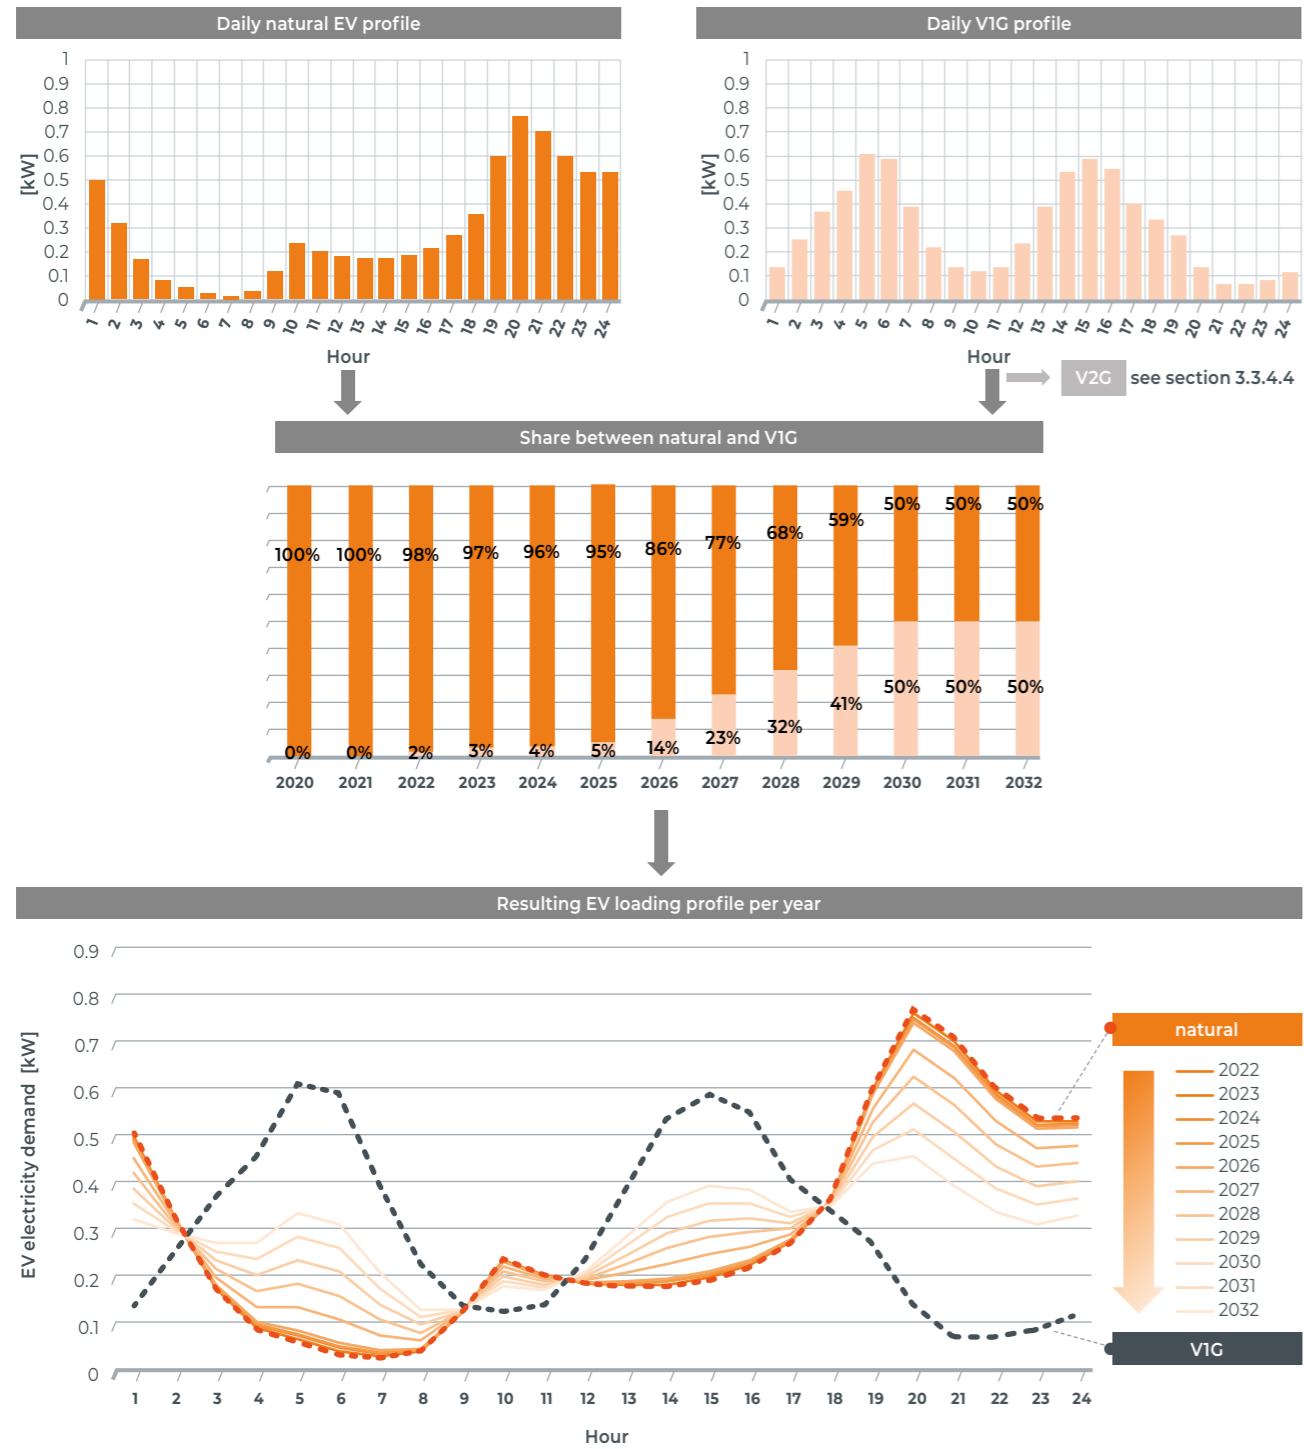 Daily natural EV profile
1
0.9
0.8
0.7
0.6
0.5
0.4
0.3
0.2
0.1
0
[kW]
1 2 3 4 5 6 7 8 9 10 11 12 13 14 15 16 17 18 19 20 21 22 23 24
Hour
Daily V1G profile
1
0.9
0.8
0.7
0.6
0.5
0.4
0.3
0.2
0.1
0
[kW]
1 2 3 4 5 6 7 8 9 10 11 12 13 14 15 16 17 18 19 20 21 22 23 24
Hour
V2G see section 3.3.4.4
Share between natural and V1G
100% 100% 98% 97% 96% 95% 86% 77% 68% 59% 50% 50% 50%
0% 0% 2% 3% 4% 5% 14% 23% 32% 41% 50% 50% 50%
2020 2021 2022 2023 2024 2025 2026 2027 2028 2029 2030 2031 2032
Resulting EV loading profile per year
0.9
0.8
0.7
0.6
0.5
0.4
0.3
0.2
0.1
0
EV electricity demand [kW]
1 2 3 4 5 6 7 8 9 10 11 12 13 14 15 16 17 18 19 20 21 22 23 24
Hour
natural
2022
2023
2024
2025
2026
2027
2028
2029
2030
2031
2032
V1G